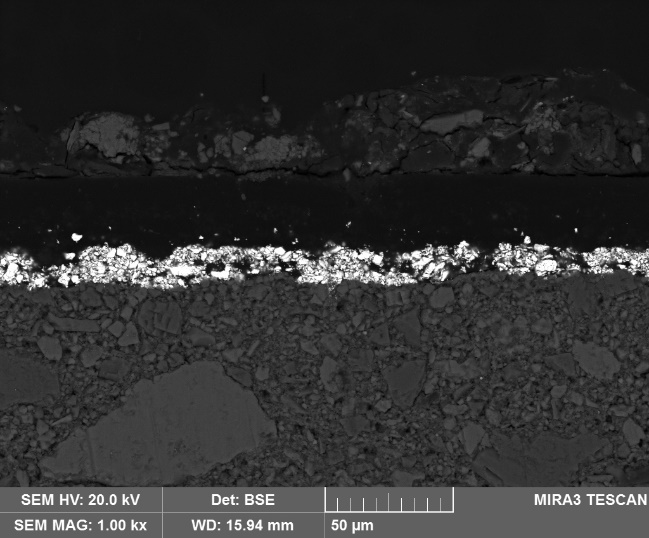 SEM HV: 20.0 kV
Det: BSE
MIRA3 TESCAN
SEM MAG: 1.00 kx
WD: 15.94 mm
50 µm